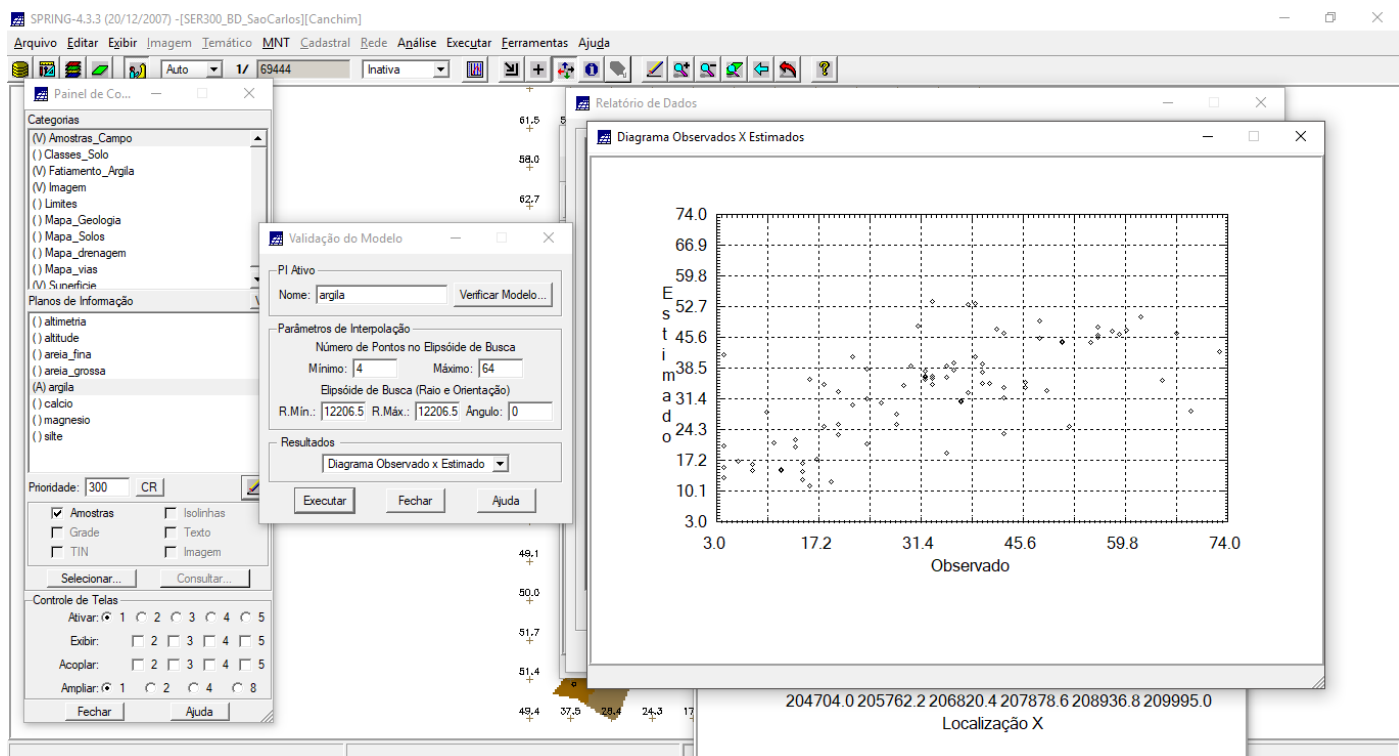 SPRING-4.3.3 (20/12/2007) -[SER300_BD_SaoCarlos][Canchim]
Arquivo Editar Exibir Imagem Temático MNT Cadastral Rede Análise Executar Ferramentas Ajuda
Auto 1/ 69444 Inativa
Painel de Co...
Categorias
(V) Amostras_Campo
( ) Classes_Solo
(V) Fatiamento_Argila
(V) Imagem
( ) Limites
( ) Mapa_Geologia
( ) Mapa_Solos
( ) Mapa_drenagem
( ) Mapa_vias
(V) Superficie
Planos de Informação
( ) altimetria
( ) altitude
( ) areia_fina
( ) areia_grossa
(A) argila
( ) calcio
( ) magnesio
( ) silte
Prioridade: 300 CR
Amostras Isolinhas
Grade Texto
TIN Imagem
Selecionar... Consultar...
Controle de Telas
Ativar: 1 2 3 4 5
Exibir: 2 3 4 5
Acoplar: 2 3 4 5
Ampliar: 1 2 4 8
Fechar Ajuda
Validação do Modelo
PI Ativo
Nome: argila Verificar Modelo...
Parâmetros de Interpolação
Número de Pontos no Elipsóide de Busca
Mínimo: 4 Máximo: 64
Elipsóide de Busca (Raio e Orientação)
R.Mín.: 12206.5 R.Máx.: 12206.5 Ângulo: 0
Resultados
Diagrama Observado x Estimado
Executar Fechar Ajuda
61.5
58.0
62.7
49.1
50.0
51.7
51.4
49.4 37.5 28.4 24.3 17
Relatório de Dados
Diagrama Observados X Estimados
74.0
66.9
59.8
52.7
45.6
38.5
31.4
24.3
17.2
10.1
3.0
Estimado
3.0 17.2 31.4 45.6 59.8 74.0
Observado
204704.0 205762.2 206820.4 207878.6 208936.8 209995.0
Localização X